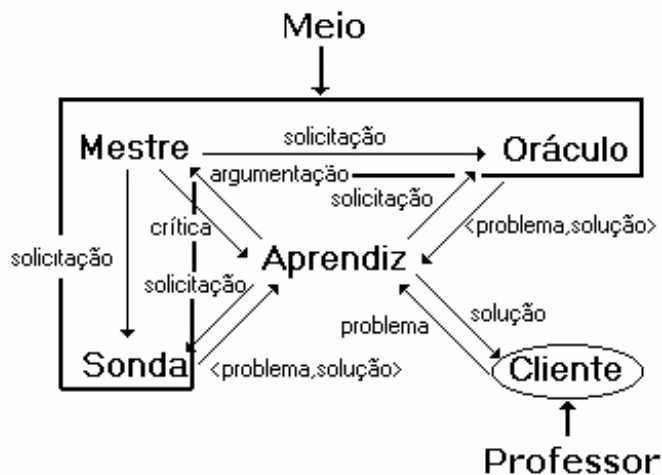 Meio
solicitação
Mestre
Oráculo
argumentação
solicitação
crítica
<problema,solução>
solicitação
Aprendiz
solicitação
problema
solução
Sonda
<problema,solução>
Cliente
Professor